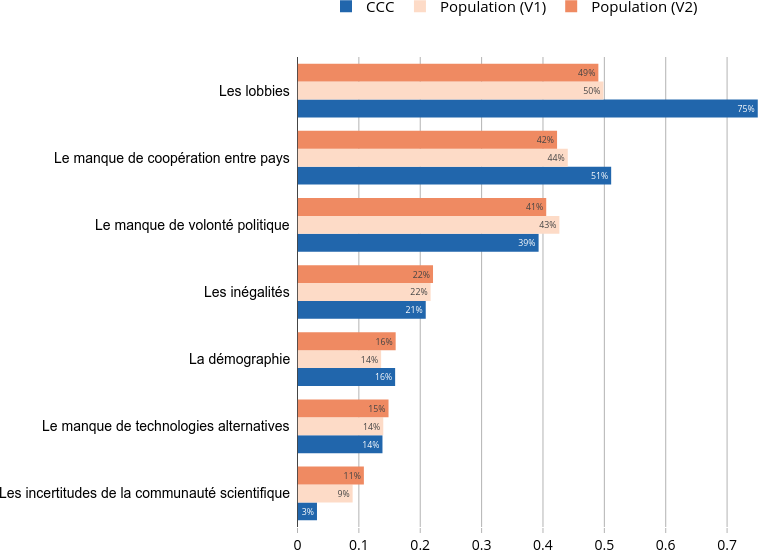 CCC Population (V1) Population (V2)
Les lobbies
49%
50%
75%
Le manque de coopération entre pays
42%
44%
51%
Le manque de volonté politique
41%
43%
39%
Les inégalités
22%
22%
21%
La démographie
16%
14%
16%
Le manque de technologies alternatives
15%
14%
14%
Les incertitudes de la communauté scientifique
11%
9%
3%
0 0.1 0.2 0.3 0.4 0.5 0.6 0.7